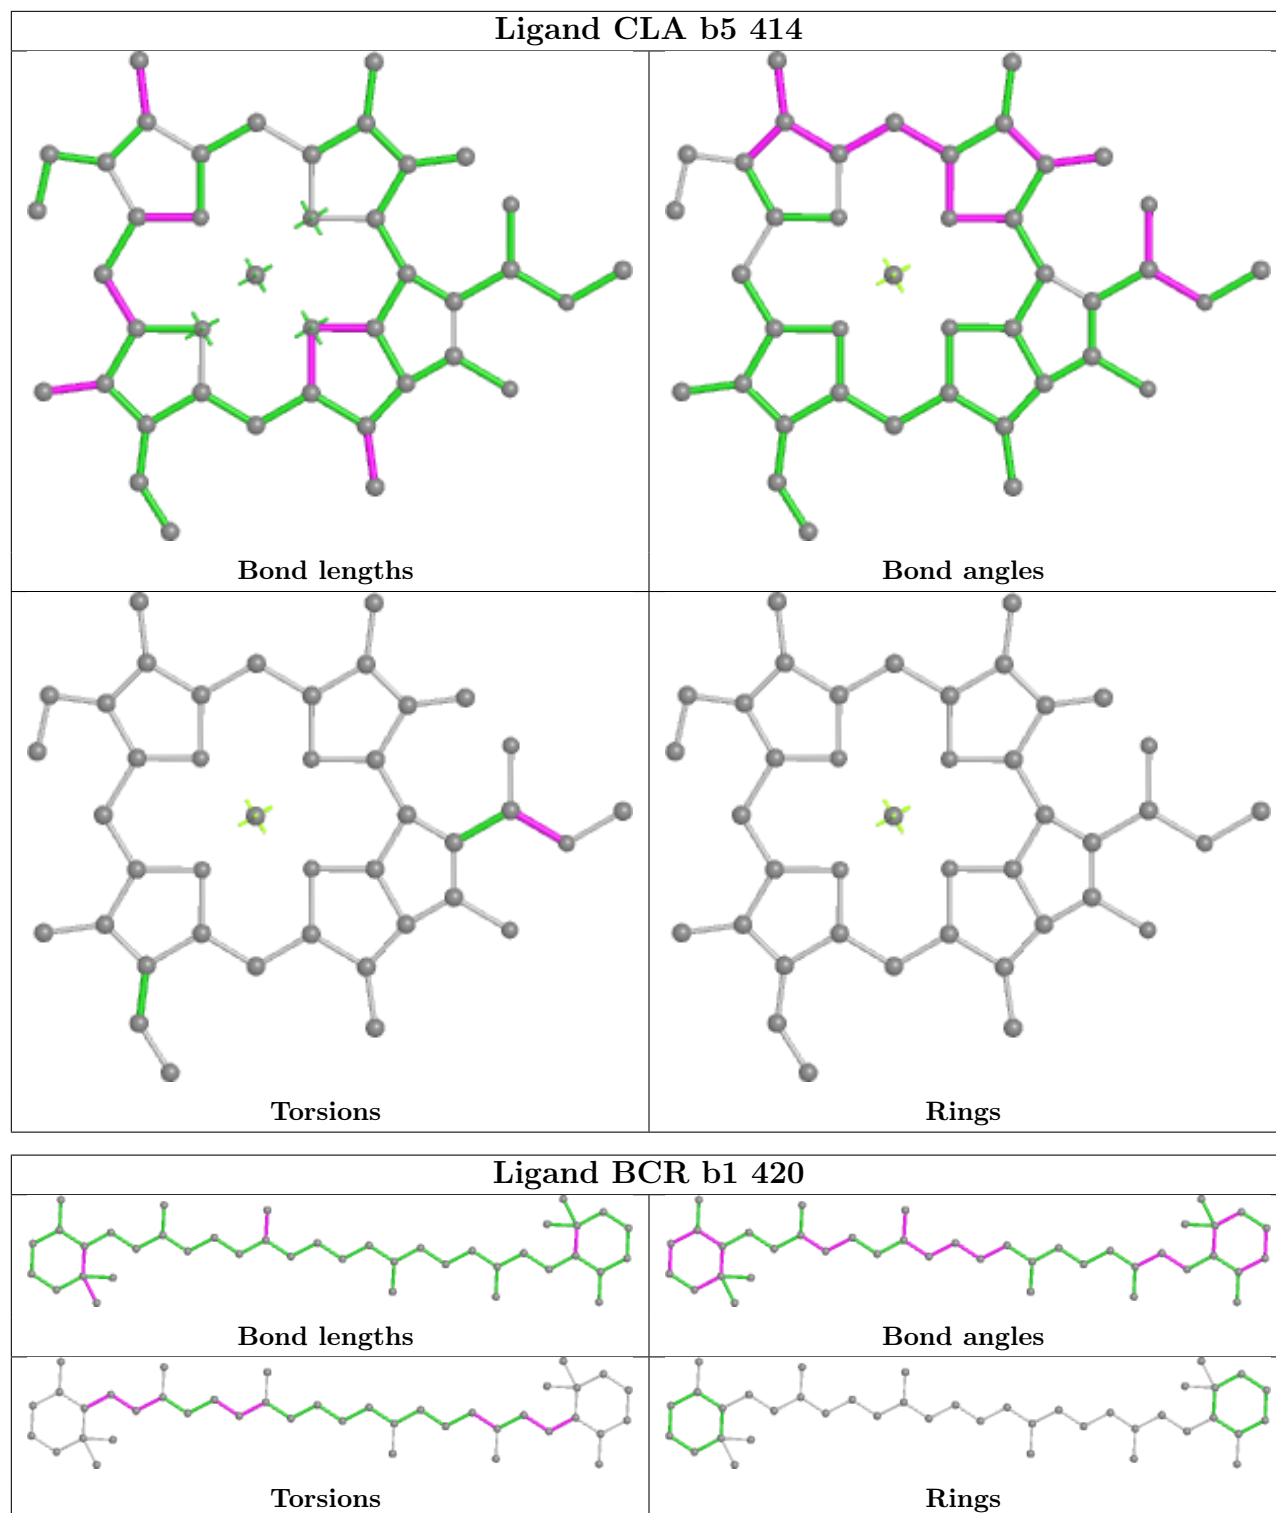 Ligand CLA b5 414
Bond lengths
Bond angles
Torsions
Rings
Ligand BCR b1 420
Bond lengths
Bond angles
Torsions
Rings